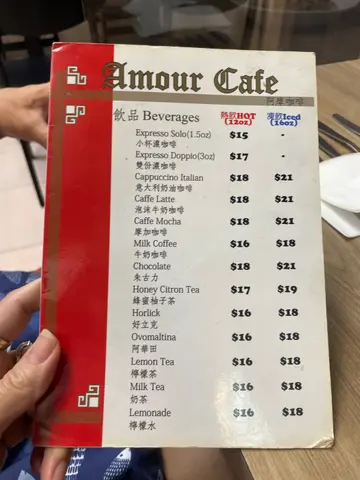 Amour Cafe
阿摩咖啡
飲品 Beverages 熱飲HOT (12oz) 凍飲Iced (16oz)
Expresso Solo(1.5oz) $15 -
小杯濃咖啡
Expresso Doppio(3oz) $17 -
雙份濃咖啡
Cappuccino Italian $18 $21
意大利奶油咖啡
Caffe Latte $18 $21
泡沫牛奶咖啡
Caffe Mocha $18 $21
摩加咖啡
Milk Coffee $16 $18
牛奶咖啡
Chocolate $18 $21
朱古力
Honey Citron Tea $17 $19
蜂蜜柚子茶
Horlick $16 $18
好立克
Ovomaltina $16 $18
阿華田
Lemon Tea $16 $18
檸檬茶
Milk Tea $16 $18
奶茶
Lemonade $16 $18
檸檬水